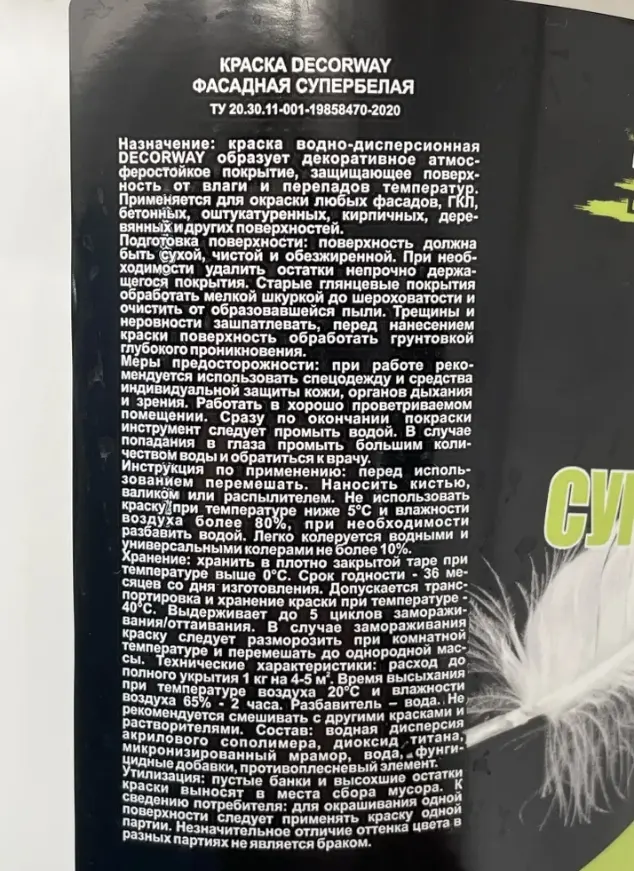 КРАСКА DECORWAY
ФАСАДНАЯ СУПЕРБЕЛАЯ
ТУ 20.30.11-001-19858470-2020
Назначение: краска водно-дисперсионная
DECORWAY образует декоративное атмос-
феростойкое покрытие, защищающее поверх-
ность от влаги и перепадов температур.
Применяется для окраски любых фасадов, ГКЛ,
бетонных, оштукатуренных, кирпичных, дере-
вянных и других поверхностей.
Подготовка поверхности: поверхность должна
быть сухой, чистой и обезжиренной. При необ-
ходимости удалить остатки непрочно держа-
щегося покрытия. Старые глянцевые покрытия
обработать мелкой шкуркой до шероховатости и
очистить от образовавшейся пыли. Трещины и
неровности зашпатлевать, перед нанесением
краски поверхность обработать грунтовкой
глубокого проникновения.
Меры предосторожности: при работе реко-
мендуется использовать спецодежду и средства
индивидуальной защиты кожи, органов дыхания
и зрения. Работать в хорошо проветриваемом
помещении. Сразу по окончании покраски
инструмент следует промыть водой. В случае
попадания в глаза промыть большим коли-
чеством воды и обратиться к врачу.
Инструкция по применению: перед исполь-
зованием перемешать. Наносить кистью,
валиком или распылителем. Не использовать
краску при температуре ниже 5°С и влажности
воздуха более 80%, при необходимости
разбавить водой. Легко колеруется водными и
универсальными колерами не более 10%.
Хранение: хранить в плотно закрытой таре при
температуре выше 0°С. Срок годности - 36 ме-
сяцев со дня изготовления. Допускается транс-
портировка и хранение краски при температуре -
40°С. Выдерживает до 5 циклов заморажи-
вания/оттаивания. В случае замораживания
краску следует разморозить при комнатной
температуре и перемешать до однородной мас-
сы. Технические характеристики: расход до
полного укрытия 1 кг на 4-5 м². Время высыхания
при температуре воздуха 20°С и влажности
воздуха 65% - 2 часа. Разбавитель – вода. Не
рекомендуется смешивать с другими красками и
растворителями. Состав: водная дисперсия
акрилового сополимера, диоксид титана,
микронизированный мрамор, вода, фунги-
цидные добавки, противоплесневый элемент.
Утилизация: пустые банки и высохшие остатки
краски выносят в места сбора мусора. К
сведению потребителя: для окрашивания одной
поверхности следует применять краску одной
партии. Незначительное отличие оттенка цвета в
разных партиях не является браком.
СУ